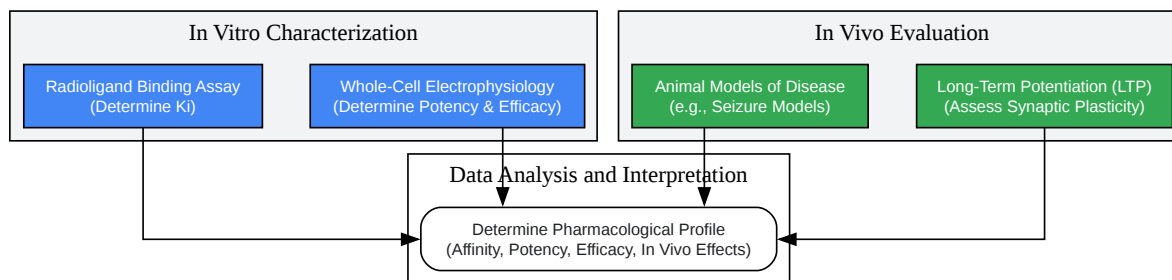 In Vitro Characterization
Radioligand Binding Assay
(Determine Ki)
Whole-Cell Electrophysiology
(Determine Potency & Efficacy)
In Vivo Evaluation
Animal Models of Disease
(e.g., Seizure Models)
Long-Term Potentiation (LTP)
(Assess Synaptic Plasticity)
Data Analysis and Interpretation
Determine Pharmacological Profile
(Affinity, Potency, Efficacy, In Vivo Effects)